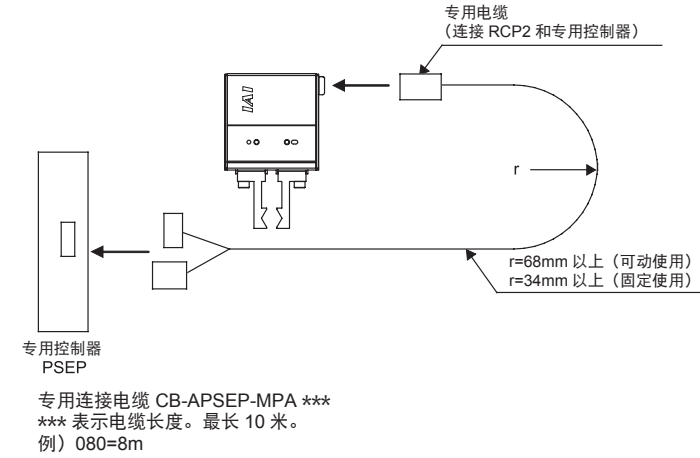 专用电缆
（连接 RCP2 和专用控制器）
IAI
r
r=68mm 以上（可动使用）
r=34mm 以上（固定使用）
专用控制器
PSEP
专用连接电缆 CB-APSEP-MPA ***
*** 表示电缆长度。最长 10 米。
例）080=8m